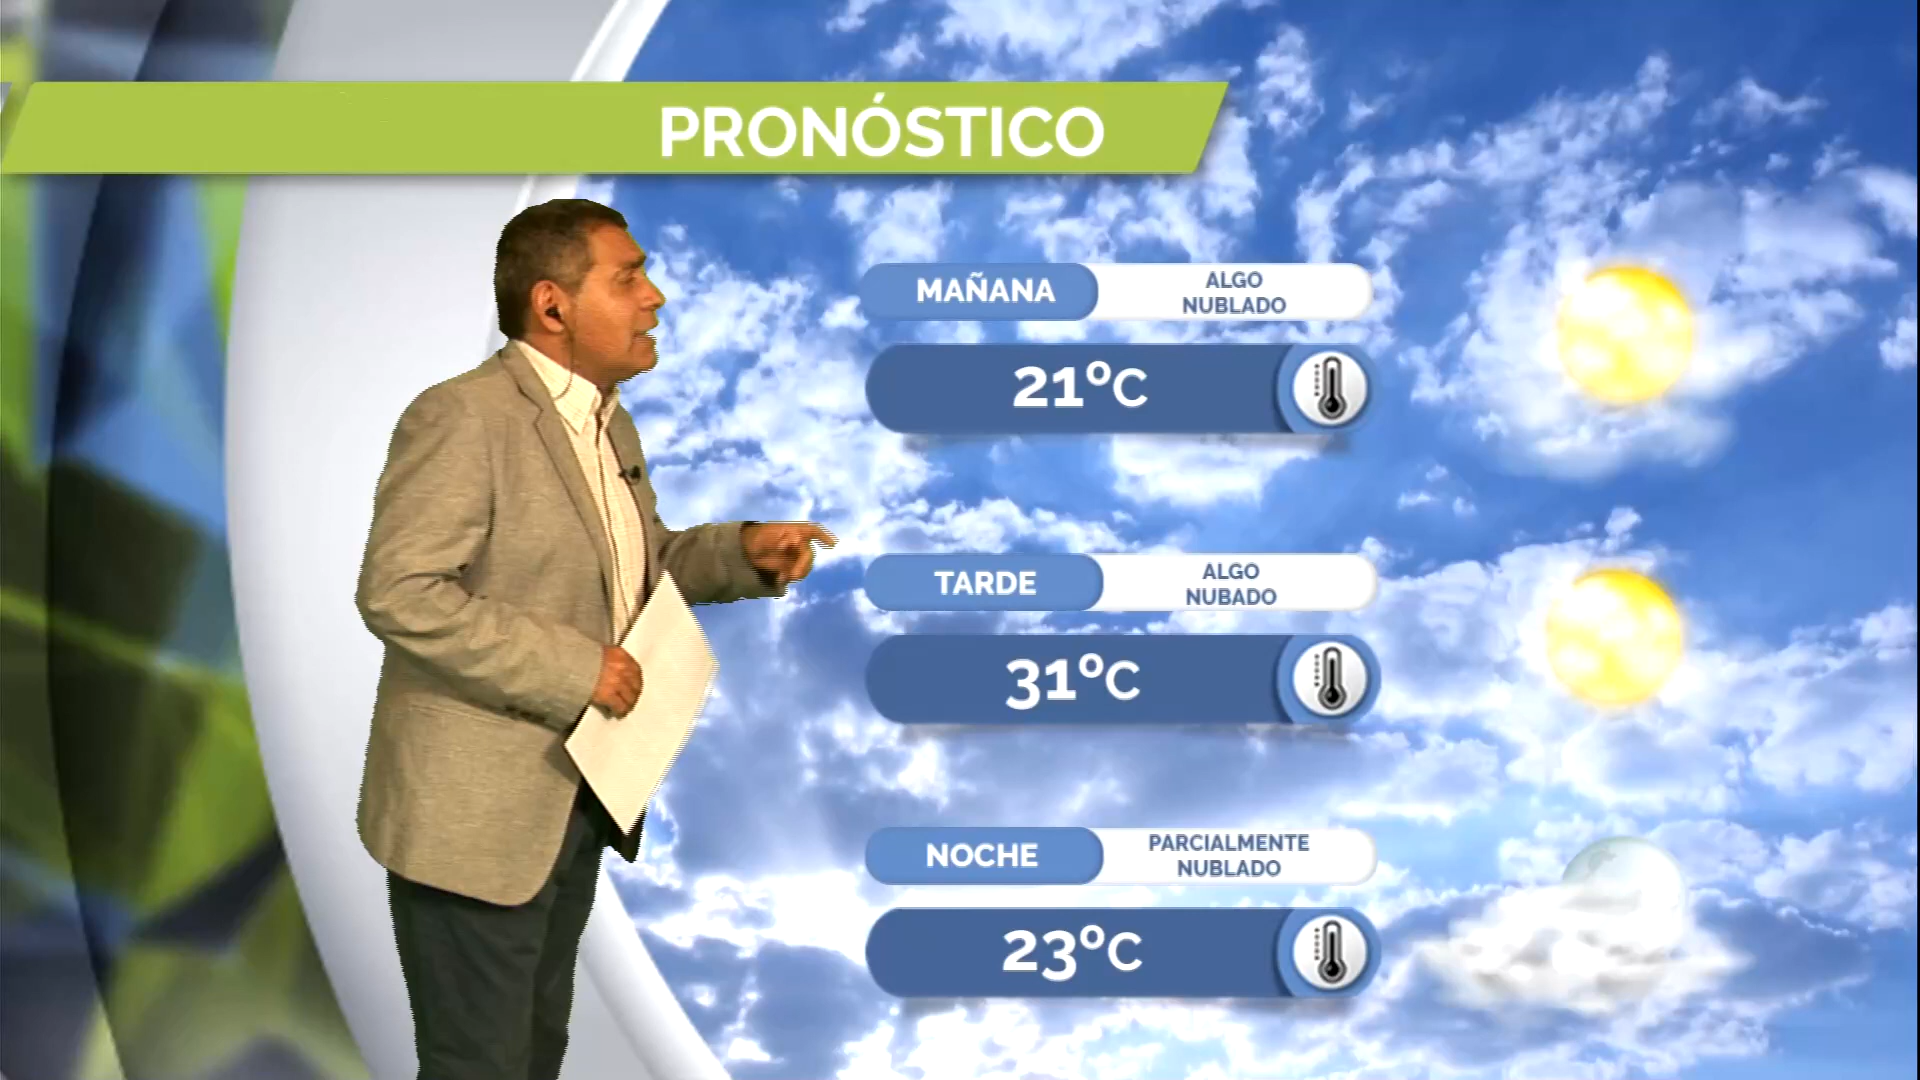 PRONÓSTICO
MAÑANA
ALGO
NUBLADO
21°C
TARDE
ALGO
NUBADO
31°C
NOCHE
PARCIALMENTE
NUBLADO
23°C